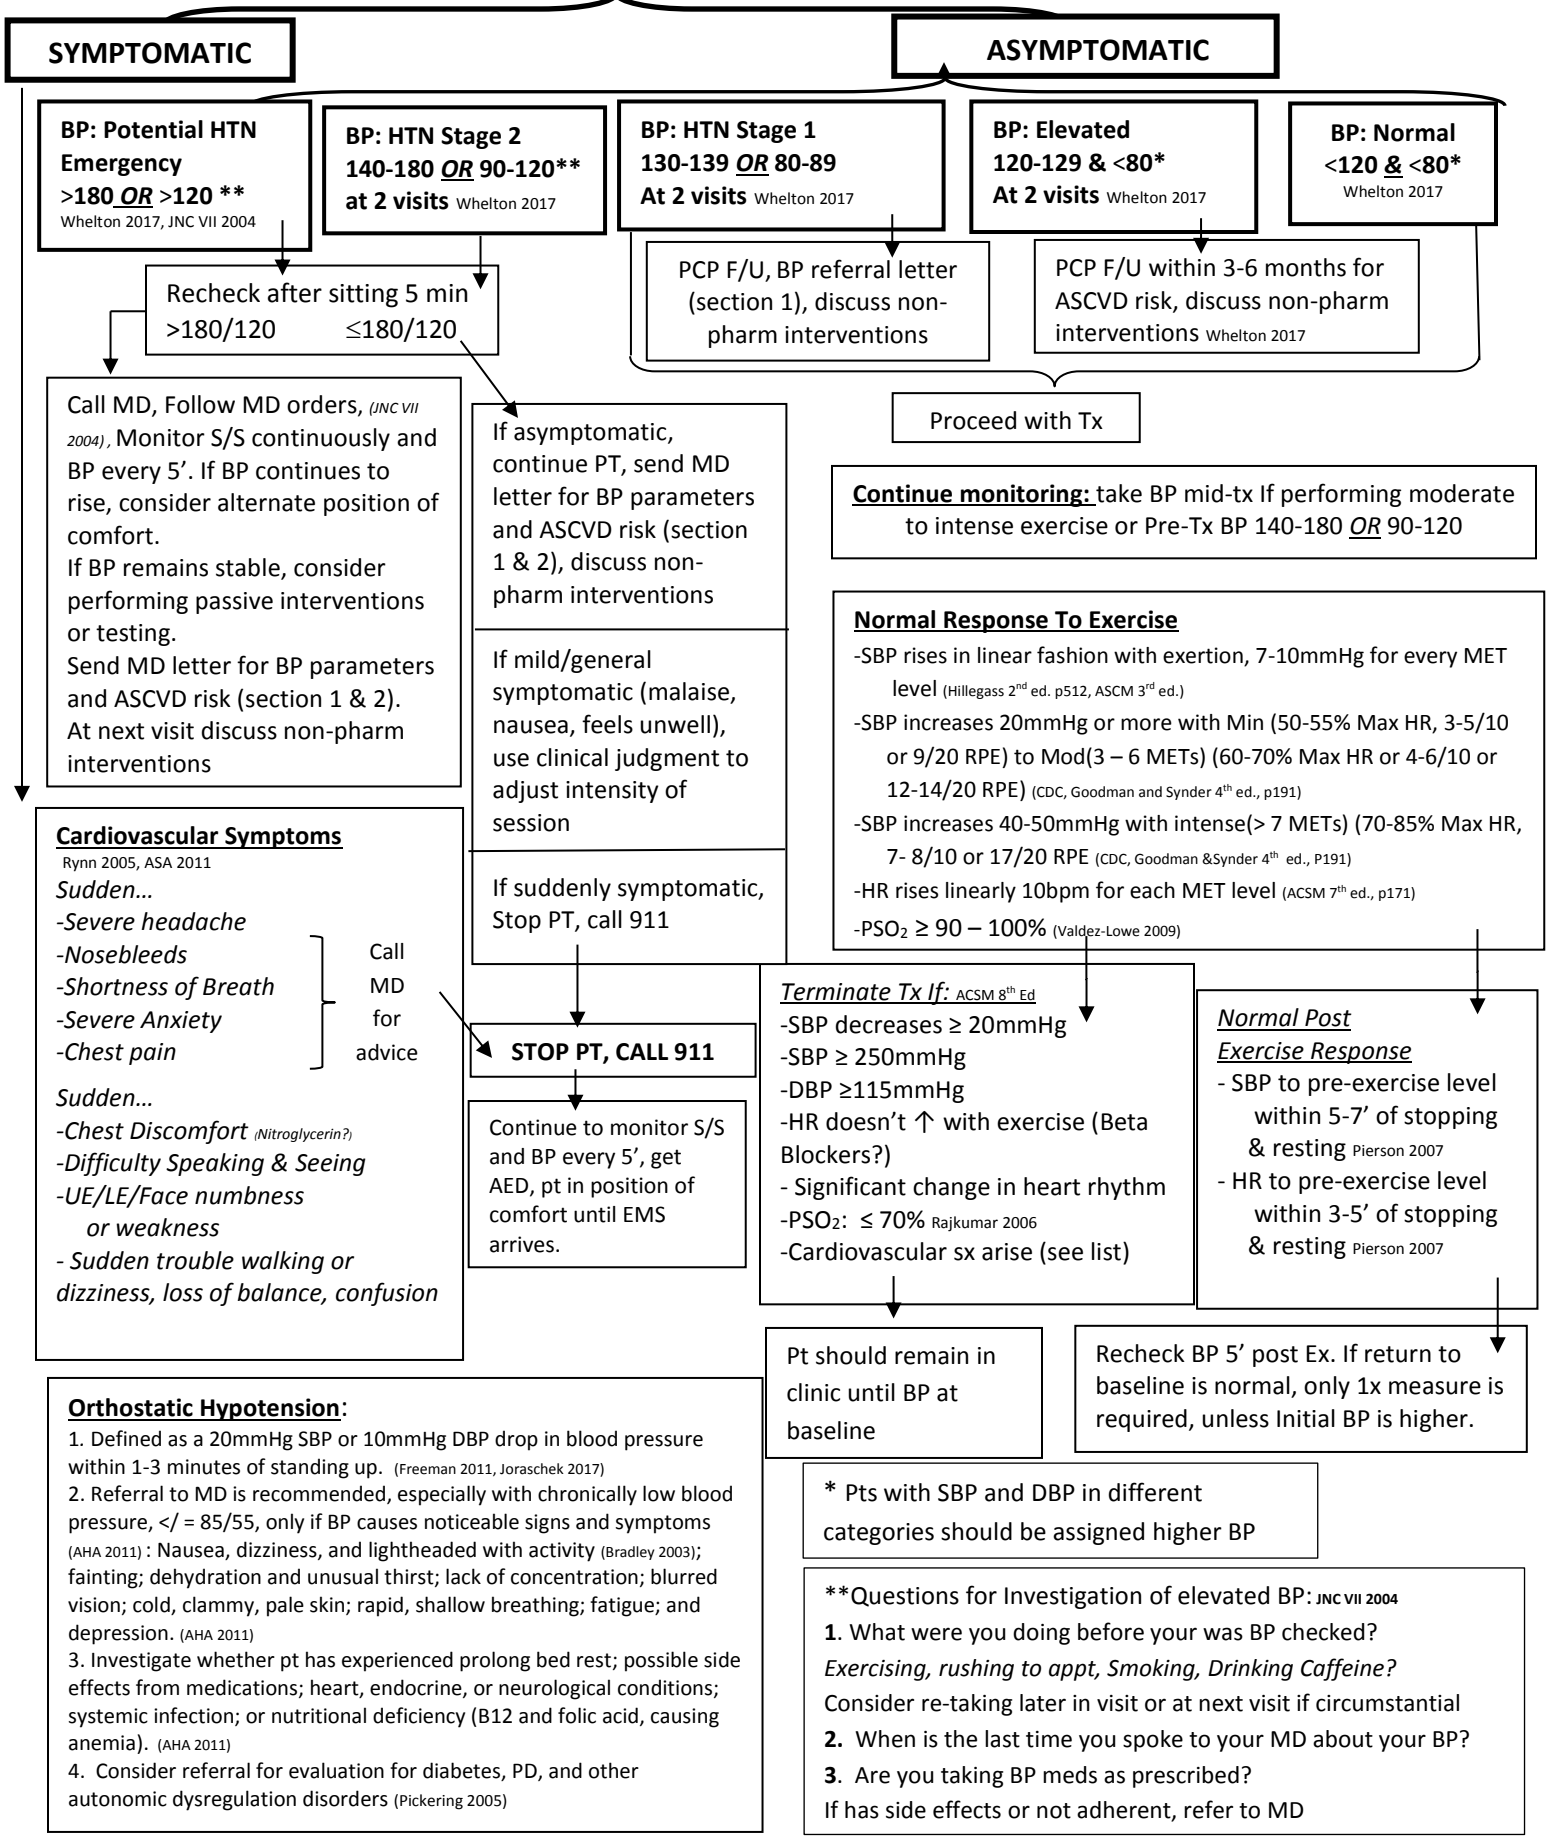 SYMPTOMATIC
ASYMPTOMATIC
BP: Potential HTN
Emergency
>180 OR >120 **
Whelton 2017, JNC VII 2004
BP: HTN Stage 2
140-180 OR 90-120**
at 2 visits Whelton 2017
BP: HTN Stage 1
130-139 OR 80-89
At 2 visits Whelton 2017
BP: Elevated
120-129 & <80*
At 2 visits Whelton 2017
BP: Normal
<120 & <80*
Whelton 2017
Recheck after sitting 5 min
>180/120 ≤180/120
PCP F/U, BP referral letter
(section 1), discuss non-
pharm interventions
PCP F/U within 3-6 months for
ASCVD risk, discuss non-pharm
interventions Whelton 2017
Proceed with Tx
Call MD, Follow MD orders, (JNC VII
2004) , Monitor S/S continuously and
BP every 5’. If BP continues to
rise, consider alternate position of
comfort.
If BP remains stable, consider
performing passive interventions
or testing.
Send MD letter for BP parameters
and ASCVD risk (section 1 & 2).
At next visit discuss non-pharm
interventions
If asymptomatic,
continue PT, send MD
letter for BP parameters
and ASCVD risk (section
1 & 2), discuss non-
pharm interventions
If mild/general
symptomatic (malaise,
nausea, feels unwell),
use clinical judgment to
adjust intensity of
session
If suddenly symptomatic,
Stop PT, call 911
Continue monitoring: take BP mid-tx If performing moderate
to intense exercise or Pre-Tx BP 140-180 OR 90-120
Normal Response To Exercise
-SBP rises in linear fashion with exertion, 7-10mmHg for every MET
level (Hillegass 2nd ed. p512, ASCM 3rd ed.)
-SBP increases 20mmHg or more with Min (50-55% Max HR, 3-5/10
or 9/20 RPE) to Mod(3 – 6 METs) (60-70% Max HR or 4-6/10 or
12-14/20 RPE) (CDC, Goodman and Synder 4th ed., p191)
-SBP increases 40-50mmHg with intense(> 7 METs) (70-85% Max HR,
7- 8/10 or 17/20 RPE (CDC, Goodman &Synder 4th ed., P191)
-HR rises linearly 10bpm for each MET level (ACSM 7th ed., p171)
-PSO2 ≥ 90 – 100% (Valdez-Lowe 2009)
Cardiovascular Symptoms
Rynn 2005, ASA 2011
Sudden…
-Severe headache
-Nosebleeds
-Shortness of Breath
-Severe Anxiety
-Chest pain
Call
MD
for
advice
Sudden…
-Chest Discomfort (Nitroglycerin?)
-Difficulty Speaking & Seeing
-UE/LE/Face numbness
or weakness
- Sudden trouble walking or
dizziness, loss of balance, confusion
STOP PT, CALL 911
Continue to monitor S/S
and BP every 5’, get
AED, pt in position of
comfort until EMS
arrives.
Terminate Tx If: ACSM 8th Ed
-SBP decreases ≥ 20mmHg
-SBP ≥ 250mmHg
-DBP ≥115mmHg
-HR doesn’t ↑ with exercise (Beta
Blockers?)
- Significant change in heart rhythm
-PSO2: ≤ 70% Rajkumar 2006
-Cardiovascular sx arise (see list)
Normal Post
Exercise Response
- SBP to pre-exercise level
within 5-7’ of stopping
& resting Pierson 2007
- HR to pre-exercise level
within 3-5’ of stopping
& resting Pierson 2007
Pt should remain in
clinic until BP at
baseline
Recheck BP 5’ post Ex. If return to
baseline is normal, only 1x measure is
required, unless Initial BP is higher.
Orthostatic Hypotension:
1. Defined as a 20mmHg SBP or 10mmHg DBP drop in blood pressure
within 1-3 minutes of standing up. (Freeman 2011, Joraschek 2017)
2. Referral to MD is recommended, especially with chronically low blood
pressure, </ = 85/55, only if BP causes noticeable signs and symptoms
(AHA 2011) : Nausea, dizziness, and lightheaded with activity (Bradley 2003);
fainting; dehydration and unusual thirst; lack of concentration; blurred
vision; cold, clammy, pale skin; rapid, shallow breathing; fatigue; and
depression. (AHA 2011)
3. Investigate whether pt has experienced prolong bed rest; possible side
effects from medications; heart, endocrine, or neurological conditions;
systemic infection; or nutritional deficiency (B12 and folic acid, causing
anemia). (AHA 2011)
4. Consider referral for evaluation for diabetes, PD, and other
autonomic dysregulation disorders (Pickering 2005)
* Pts with SBP and DBP in different
categories should be assigned higher BP
**Questions for Investigation of elevated BP: JNC VII 2004
1. What were you doing before your was BP checked?
Exercising, rushing to appt, Smoking, Drinking Caffeine?
Consider re-taking later in visit or at next visit if circumstantial
2. When is the last time you spoke to your MD about your BP?
3. Are you taking BP meds as prescribed?
If has side effects or not adherent, refer to MD